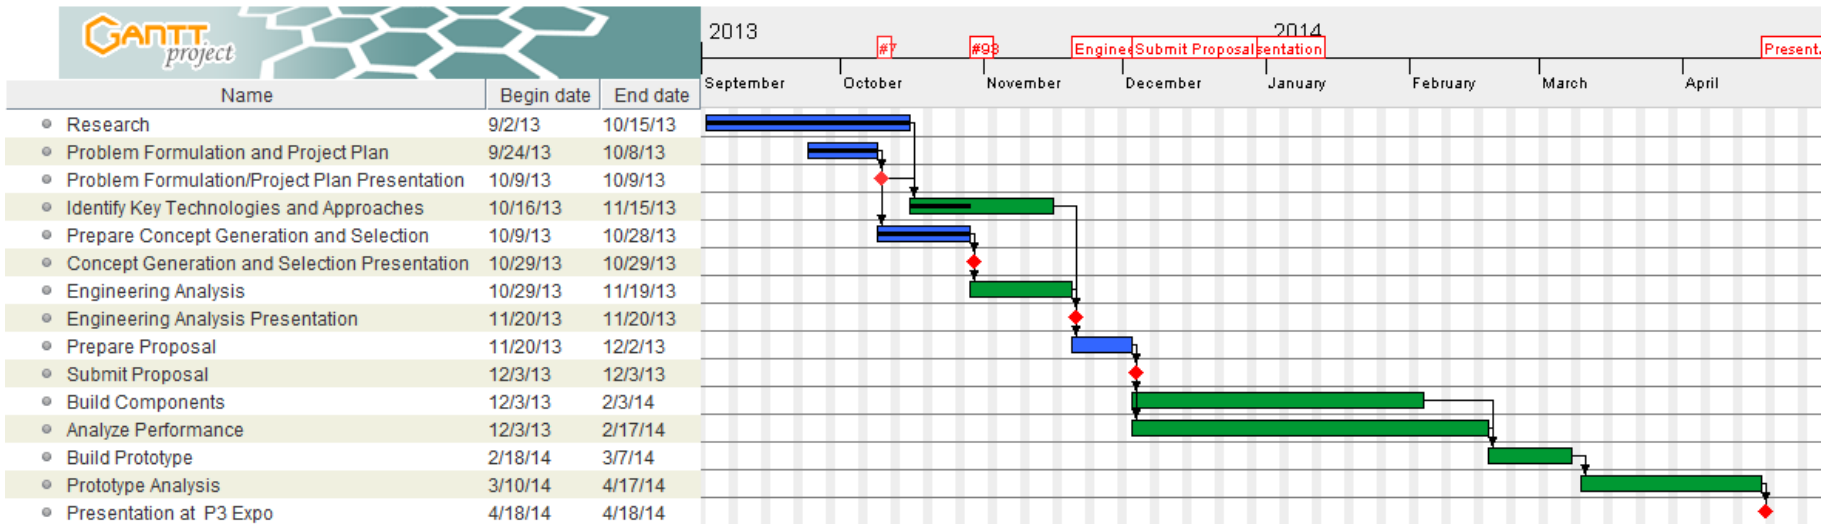 GANTT
project
2013
2014
#7
#93
Enginee
Submit Proposal
sentation
Present.
September October November December January February March April
Name Begin date End date
Research 9/2/13 10/15/13
Problem Formulation and Project Plan 9/24/13 10/8/13
Problem Formulation/Project Plan Presentation 10/9/13 10/9/13
Identify Key Technologies and Approaches 10/16/13 11/15/13
Prepare Concept Generation and Selection 10/9/13 10/28/13
Concept Generation and Selection Presentation 10/29/13 10/29/13
Engineering Analysis 10/29/13 11/19/13
Engineering Analysis Presentation 11/20/13 11/20/13
Prepare Proposal 11/20/13 12/2/13
Submit Proposal 12/3/13 12/3/13
Build Components 12/3/13 2/3/14
Analyze Performance 12/3/13 2/17/14
Build Prototype 2/18/14 3/7/14
Prototype Analysis 3/10/14 4/17/14
Presentation at P3 Expo 4/18/14 4/18/14